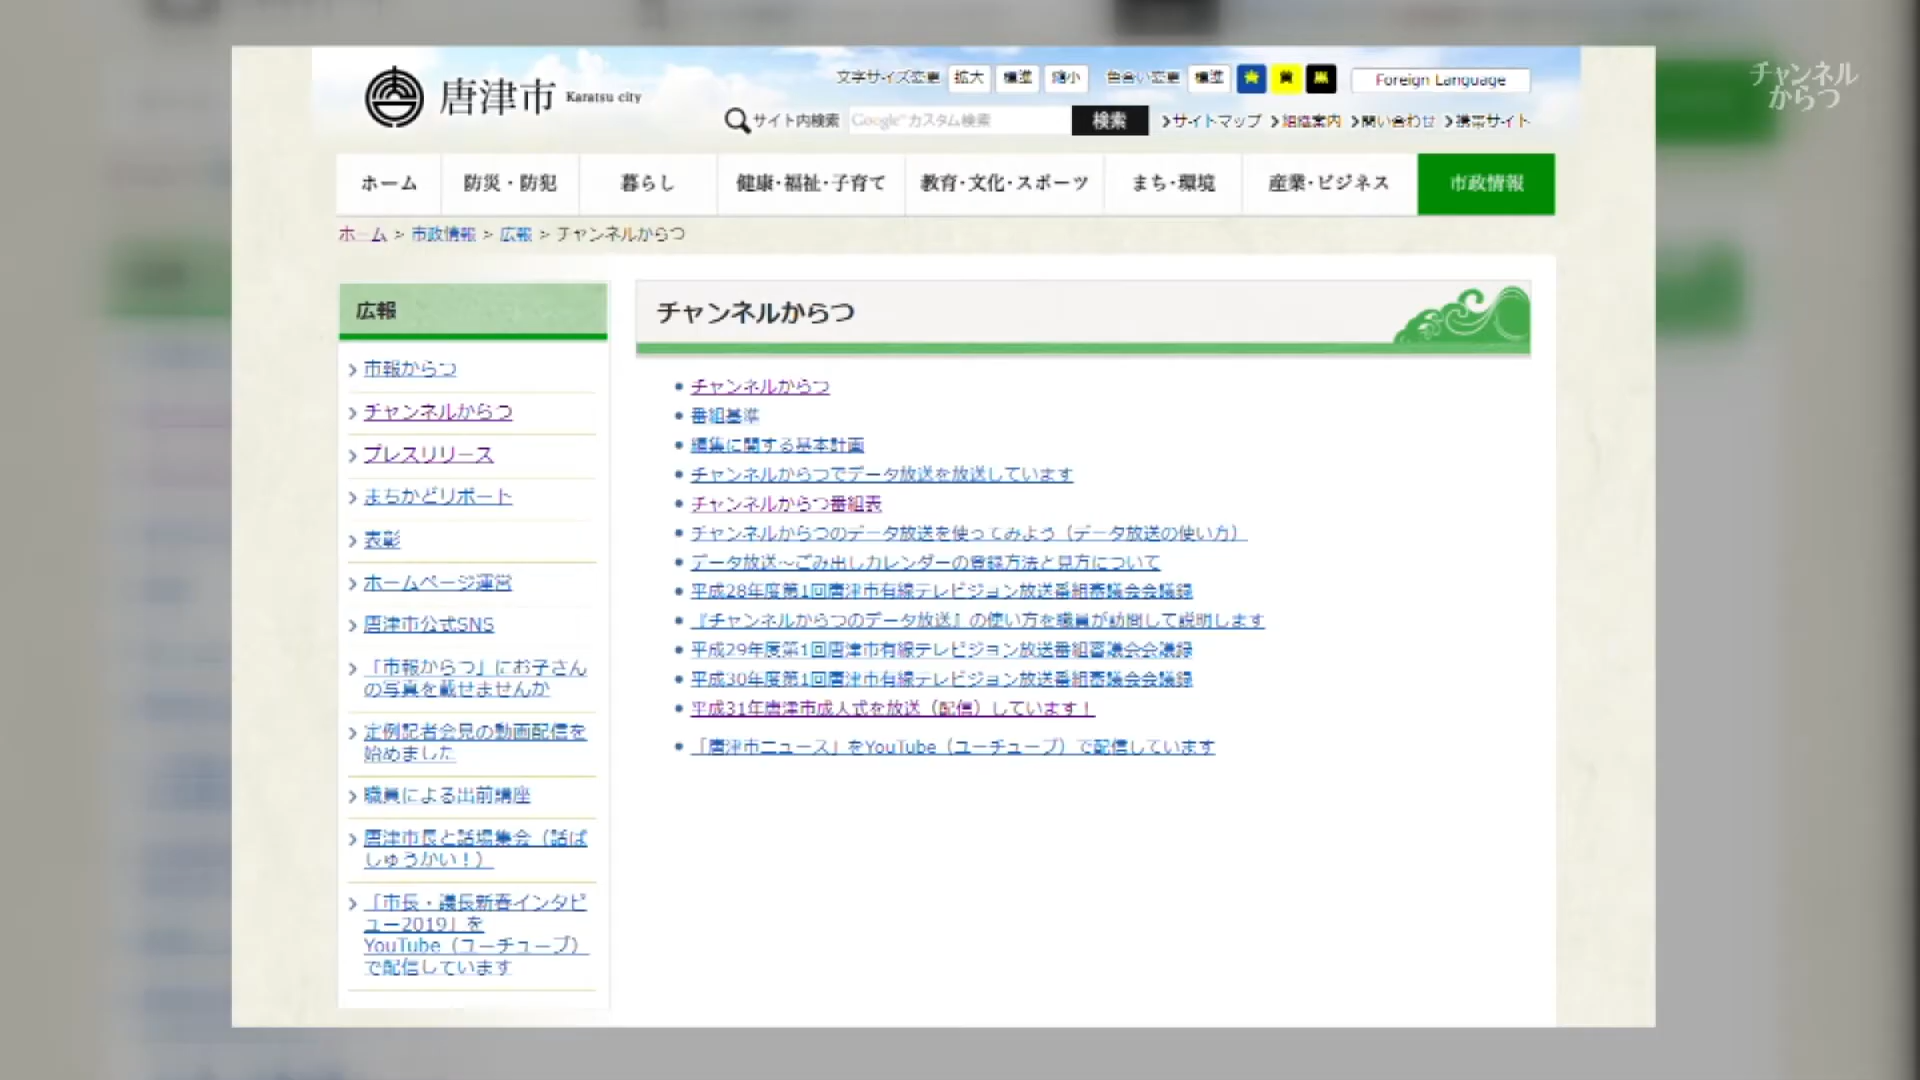 チャンネル
からつ
唐津市 Karatsu city
文字サイズ変更 拡大 標準 縮小 色合い変更 標準 青 黄 黒 Foreign Language
サイト内検索 Google カスタム検索 検索 サイトマップ 組織案内 問い合わせ 携帯サイト
ホーム 防災・防犯 暮らし 健康・福祉・子育て 教育・文化・スポーツ まち・環境 産業・ビジネス 市政情報
ホーム > 市政情報 > 広報 > チャンネルからつ
広報
市報からつ
チャンネルからつ
プレスリリース
まちかどリポート
表彰
ホームページ運営
唐津市公式SNS
「市報からつ」にお子さん
の写真を載せませんか
定例記者会見の動画配信を
始めました
職員による出前講座
唐津市長と話場集会（話ば
しゅうかい！）
「市長・議長新春インタビ
ュー2019」を
YouTube（ユーチューブ）
で配信しています
チャンネルからつ
チャンネルからつ
番組基準
編集に関する基本計画
チャンネルからつでデータ放送を放送しています
チャンネルからつ番組表
チャンネルからつのデータ放送を使ってみよう（データ放送の使い方）
データ放送～ごみ出しカレンダーの登録方法と見方について
平成28年度第1回唐津市有線テレビジョン放送番組審議会会議録
『チャンネルからつのデータ放送』の使い方を職員が訪問して説明します
平成29年度第1回唐津市有線テレビジョン放送番組審議会会議録
平成30年度第1回唐津市有線テレビジョン放送番組審議会会議録
平成31年唐津市成人式を放送（配信）しています！
「唐津市ニュース」をYouTube（ユーチューブ）で配信しています